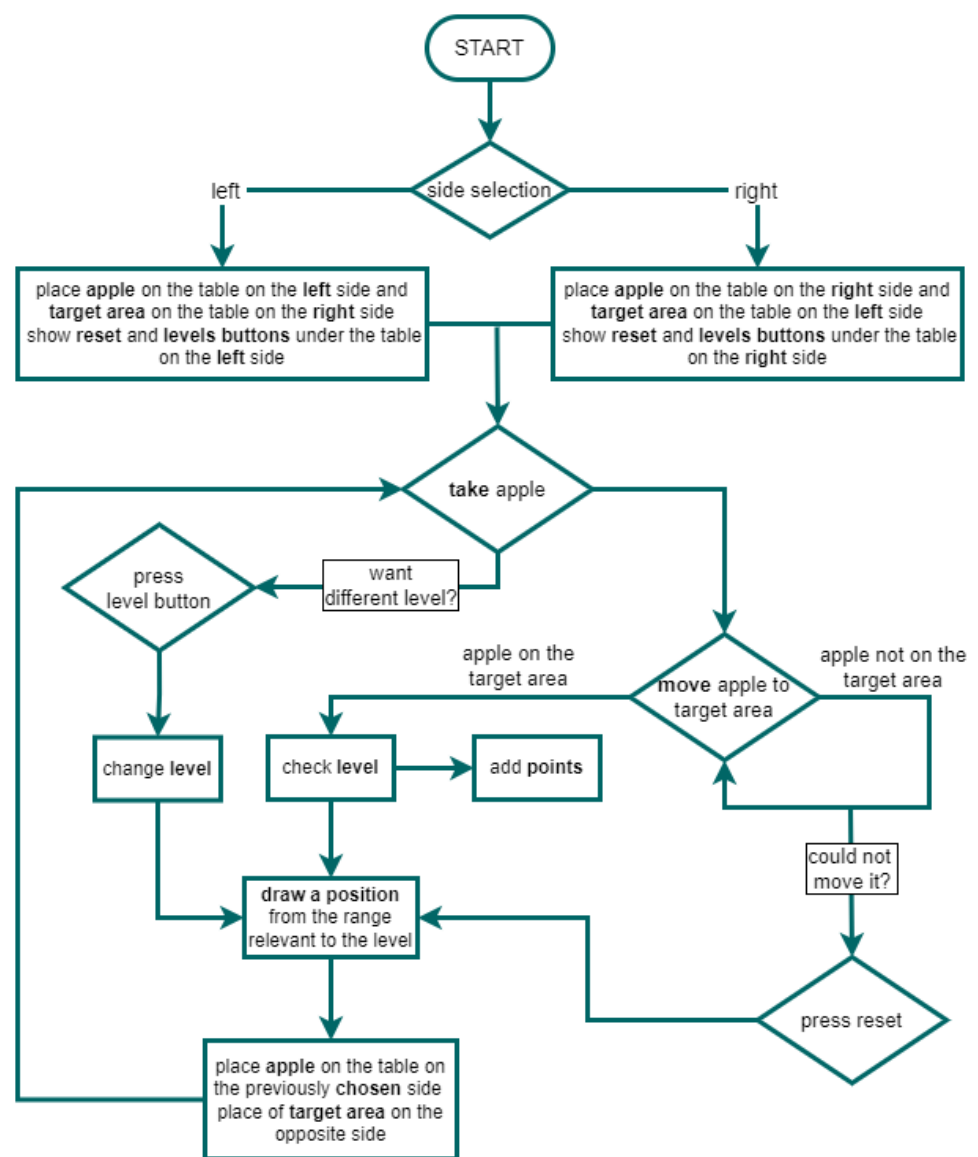 START
side selection
left
right
place apple on the table on the left side and
target area on the table on the right side
show reset and levels buttons under the table
on the left side
place apple on the table on the right side and
target area on the table on the left side
show reset and levels buttons under the table
on the right side
take apple
want
different level?
press
level button
apple on the
target area
apple not on the
target area
move apple to
target area
change level
check level
add points
could not
move it?
draw a position
from the range
relevant to the level
press reset
place apple on the table on
the previously chosen side
place of target area on the
opposite side